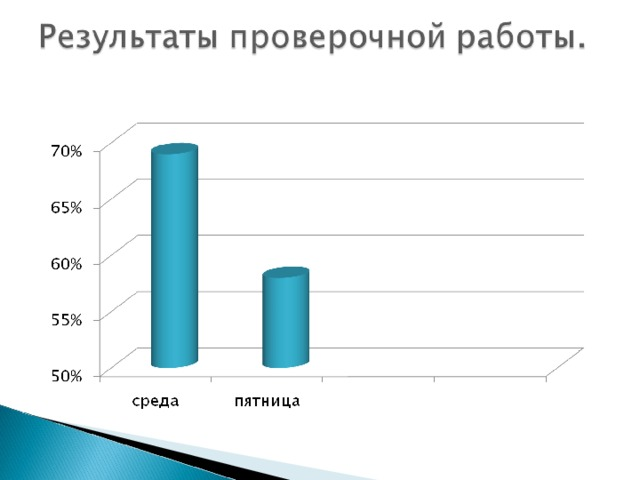 Результаты проверочной работы.
70%
65%
60%
55%
50%
среда пятница